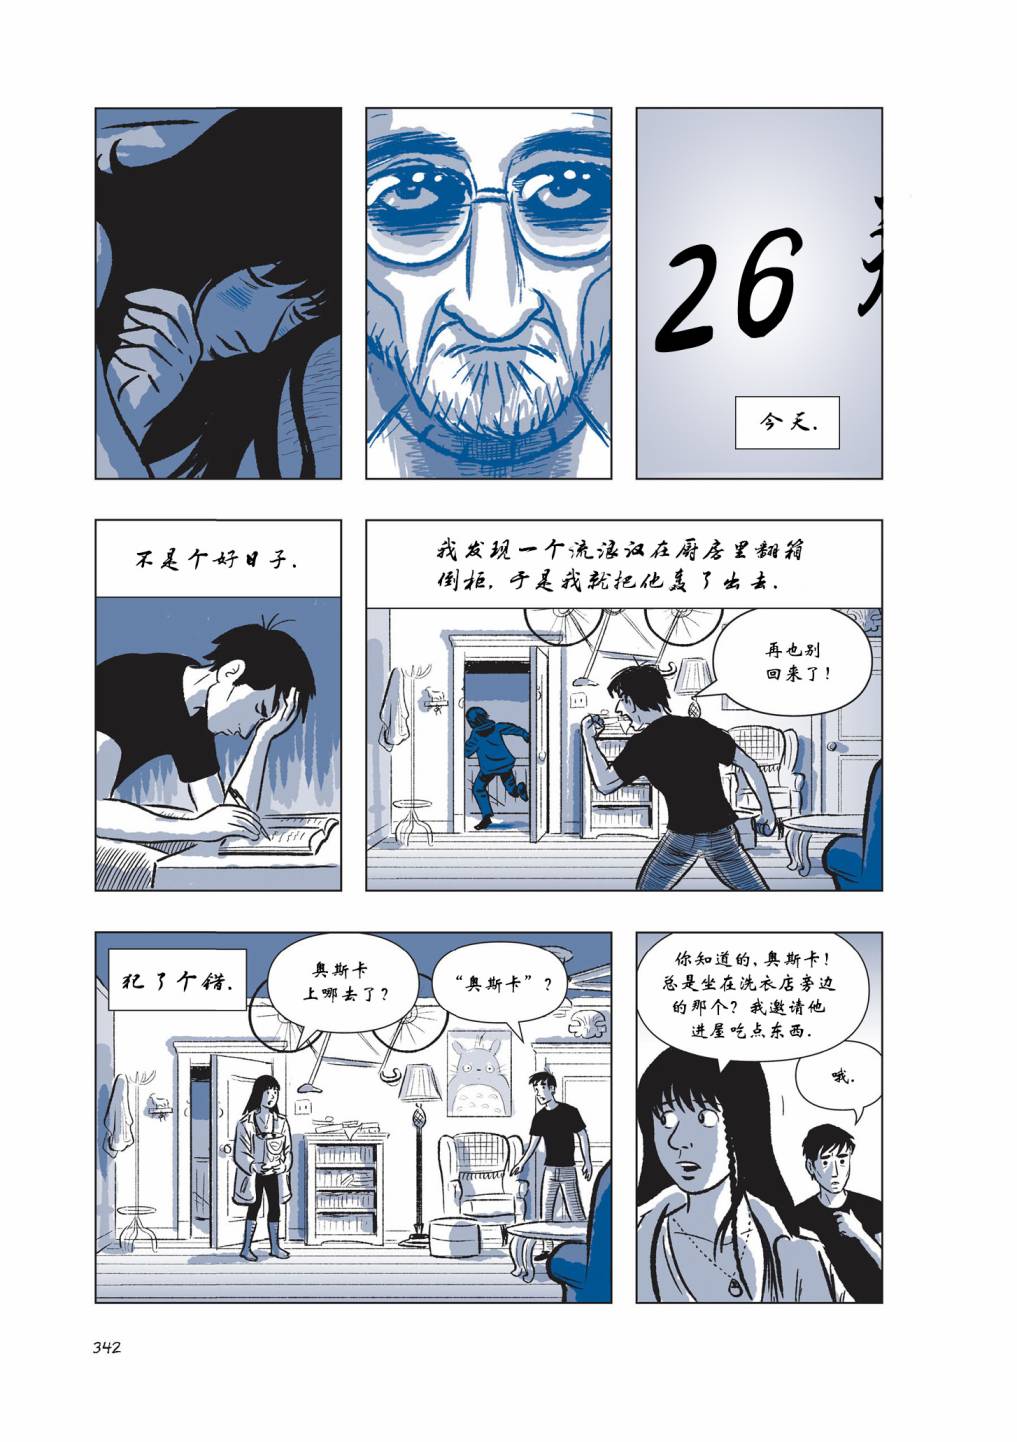 26
今天.
不是个好日子.
我发现一个流浪汉在厨房里翻箱
倒柜, 于是我就把他轰了出去.
再也别
回来了!
犯了个错.
奥斯卡
上哪去了?
“奥斯卡”?
你知道的, 奥斯卡!
总是坐在洗衣店旁边
的那个? 我邀请他
进屋吃点东西.
哦.
342